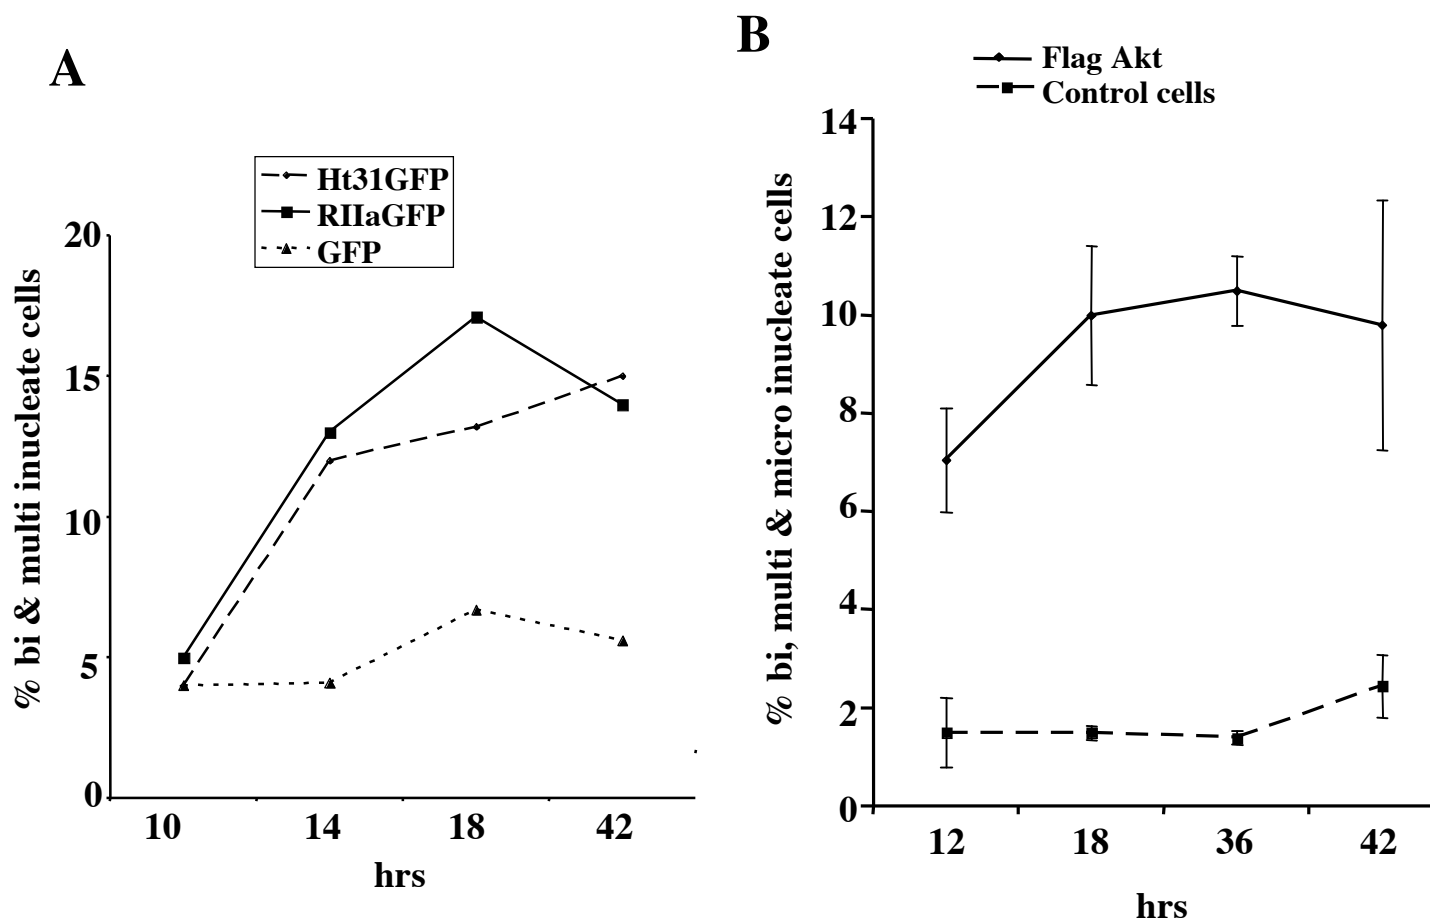 A
Ht31GFP
RIIaGFP
GFP
20
15
10
5
0
% bi & multi inucleate cells
10 14 18 42
hrs
B
Flag Akt
Control cells
14
12
10
8
6
4
2
0
% bi, multi & micro inucleate cells
12 18 36 42
hrs